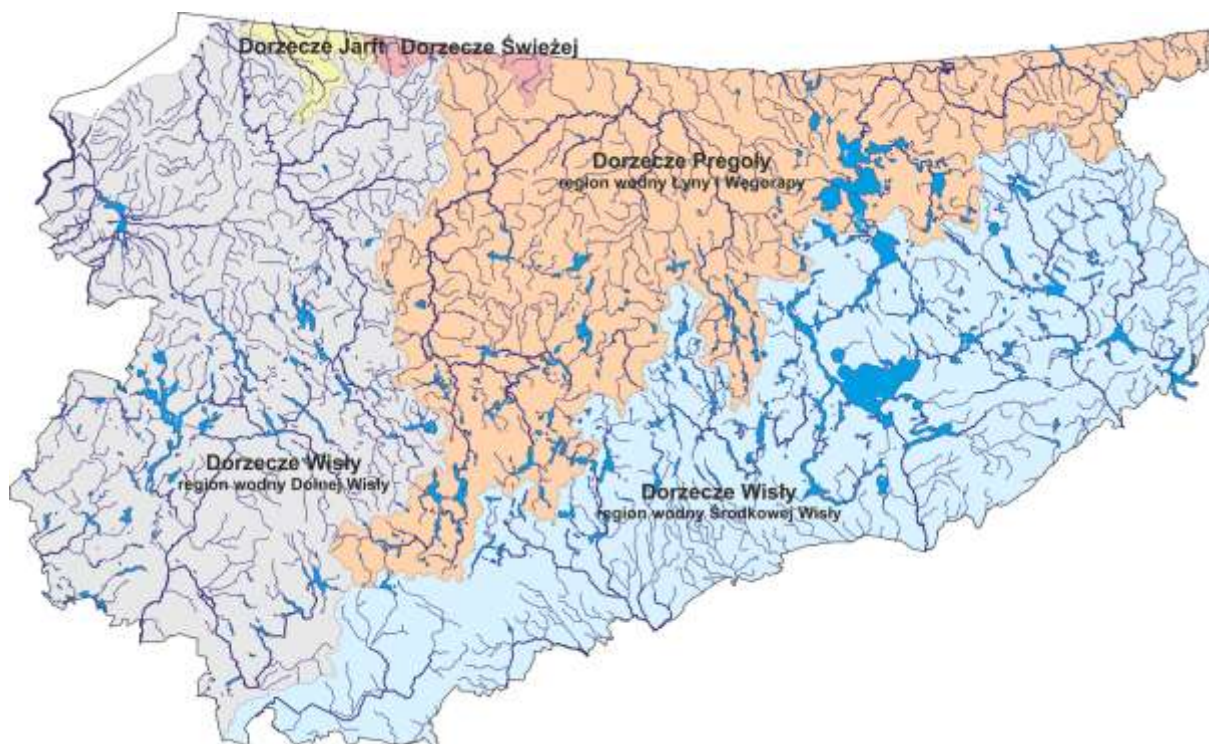 Dorzecze Jarft Dorzecze Świeżej
Dorzecze Pregoły
region wodny Łyny i Węgorapy
Dorzecze Wisły
region wodny Dolnej Wisły
Dorzecze Wisły
region wodny Środkowej Wisły